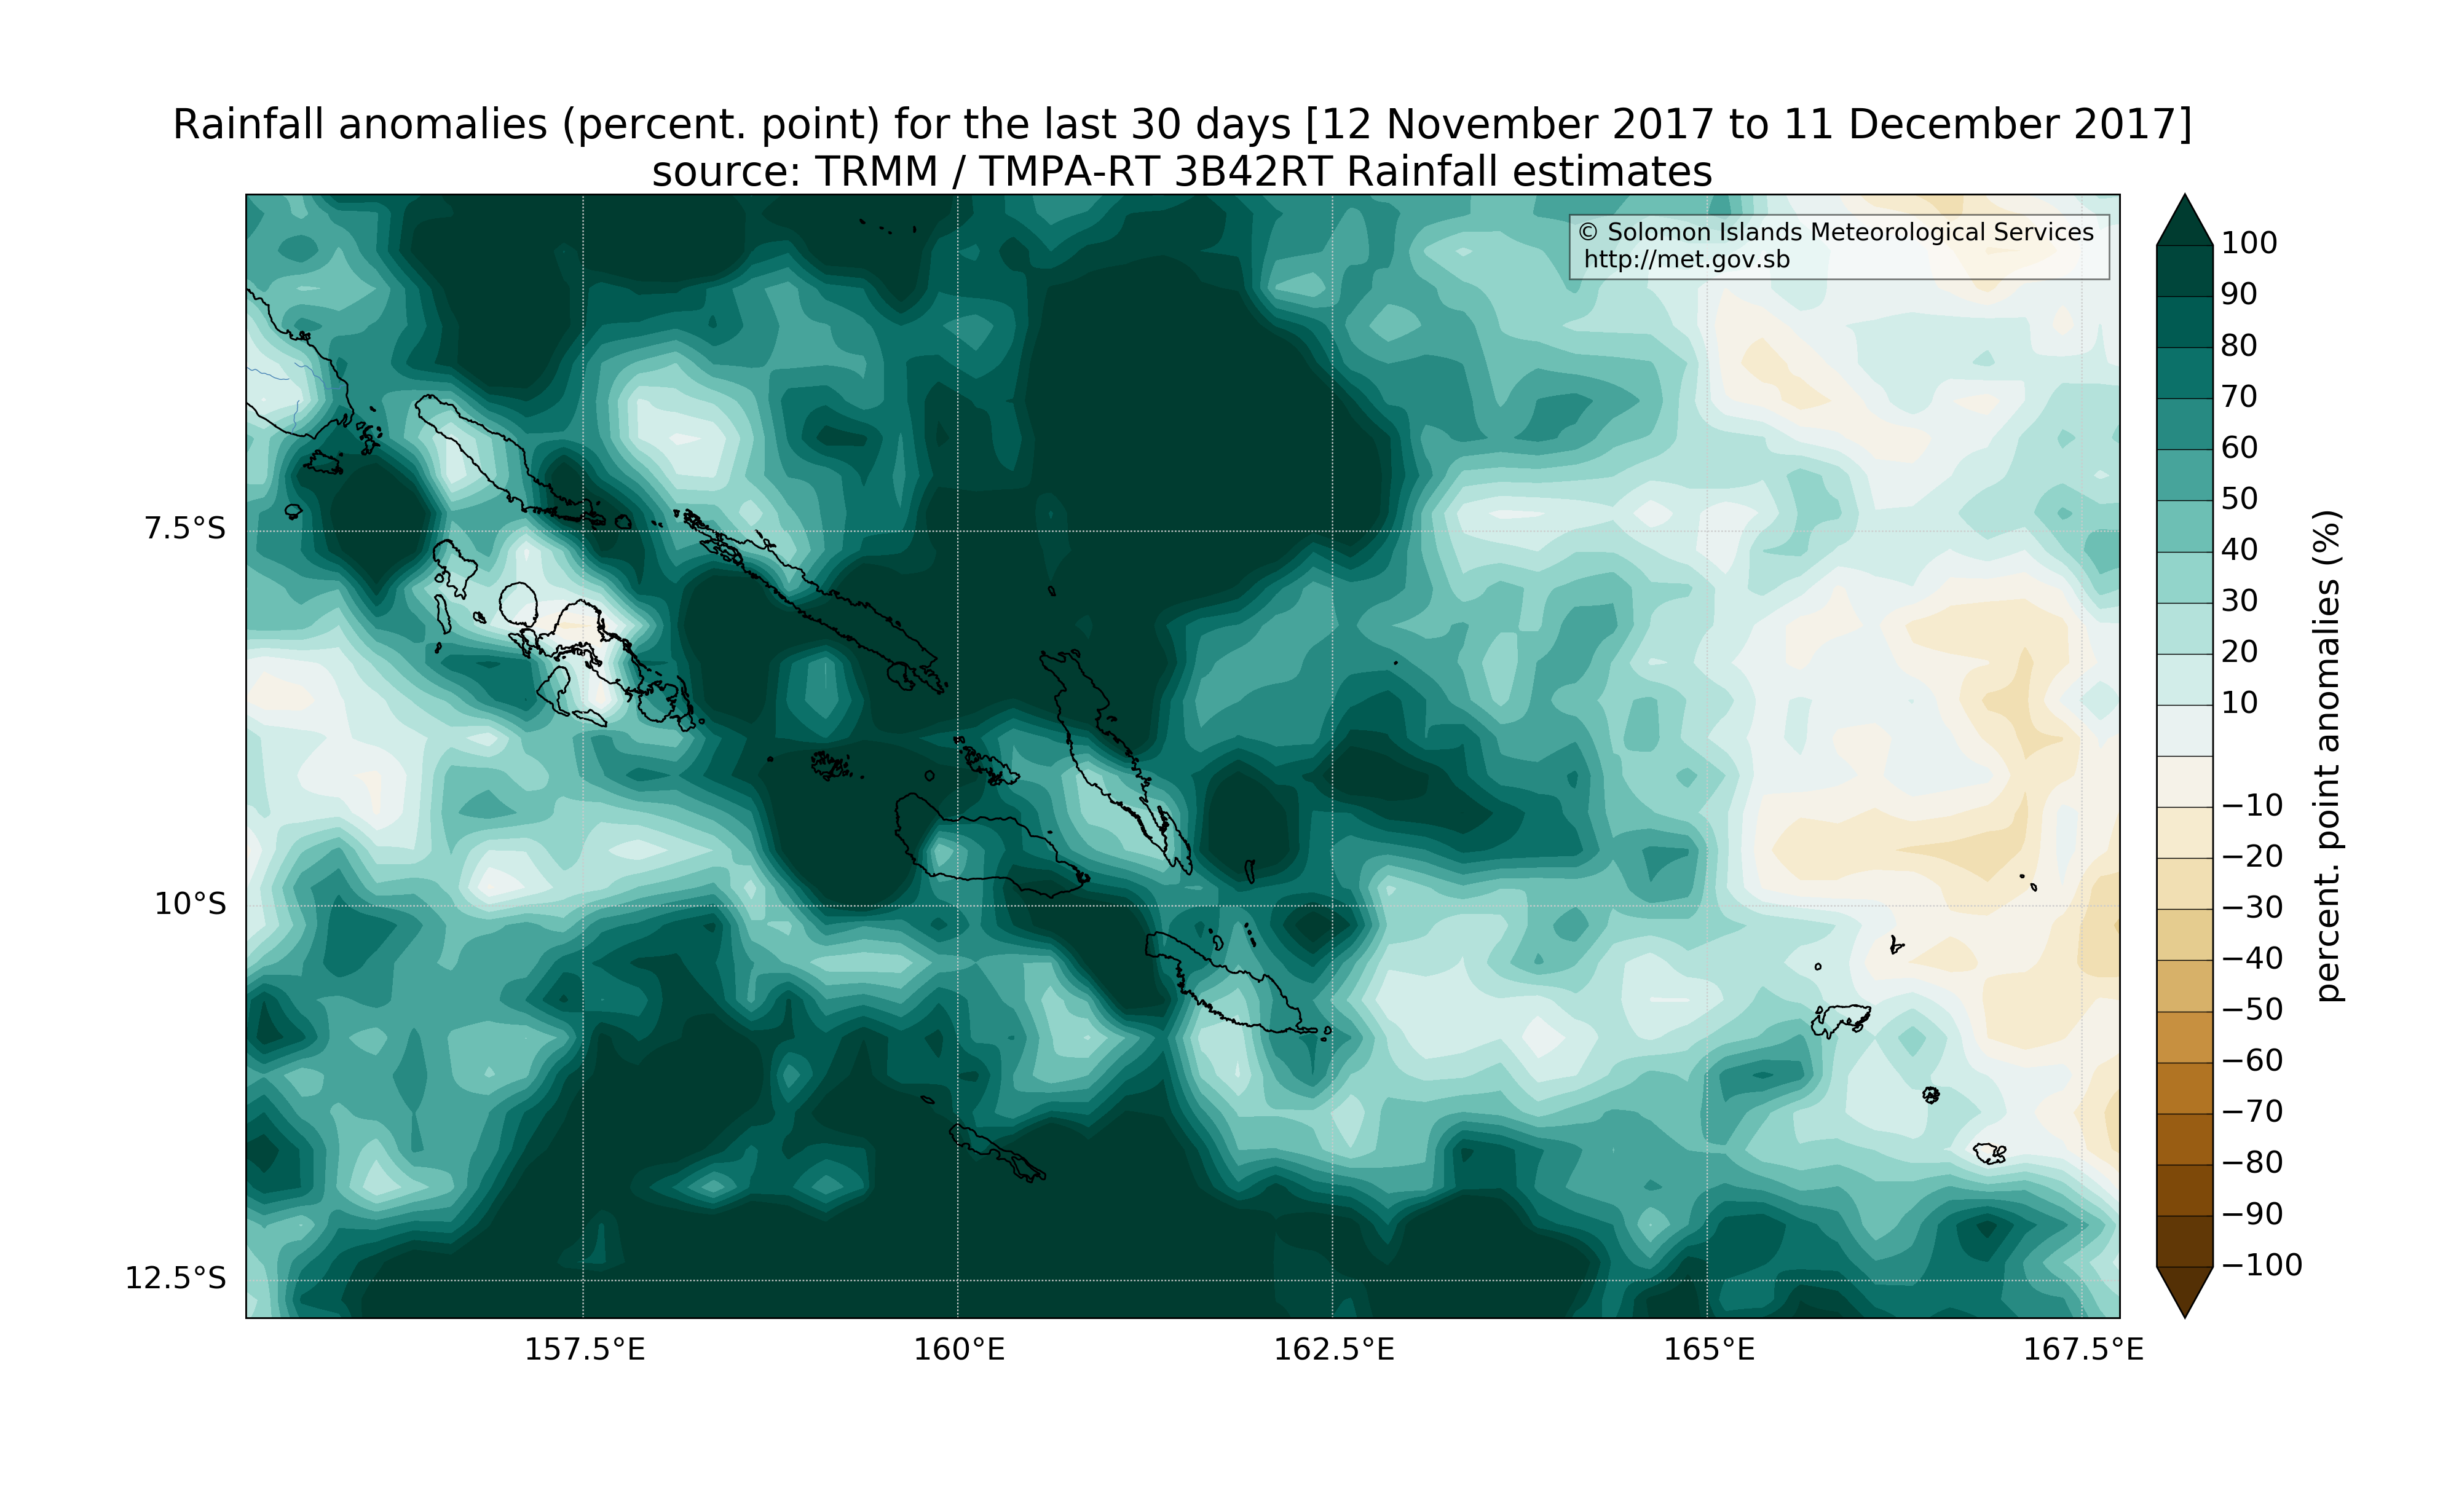 Rainfall anomalies (percent. point) for the last 30 days [12 November 2017 to 11 December 2017]
source: TRMM / TMPA-RT 3B42RT Rainfall estimates
© Solomon Islands Meteorological Services
http://met.gov.sb
7.5°S
10°S
12.5°S
157.5°E
160°E
162.5°E
165°E
167.5°E
100
90
80
70
60
50
40
30
20
10
−10
−20
−30
−40
−50
−60
−70
−80
−90
−100
percent. point anomalies (%)